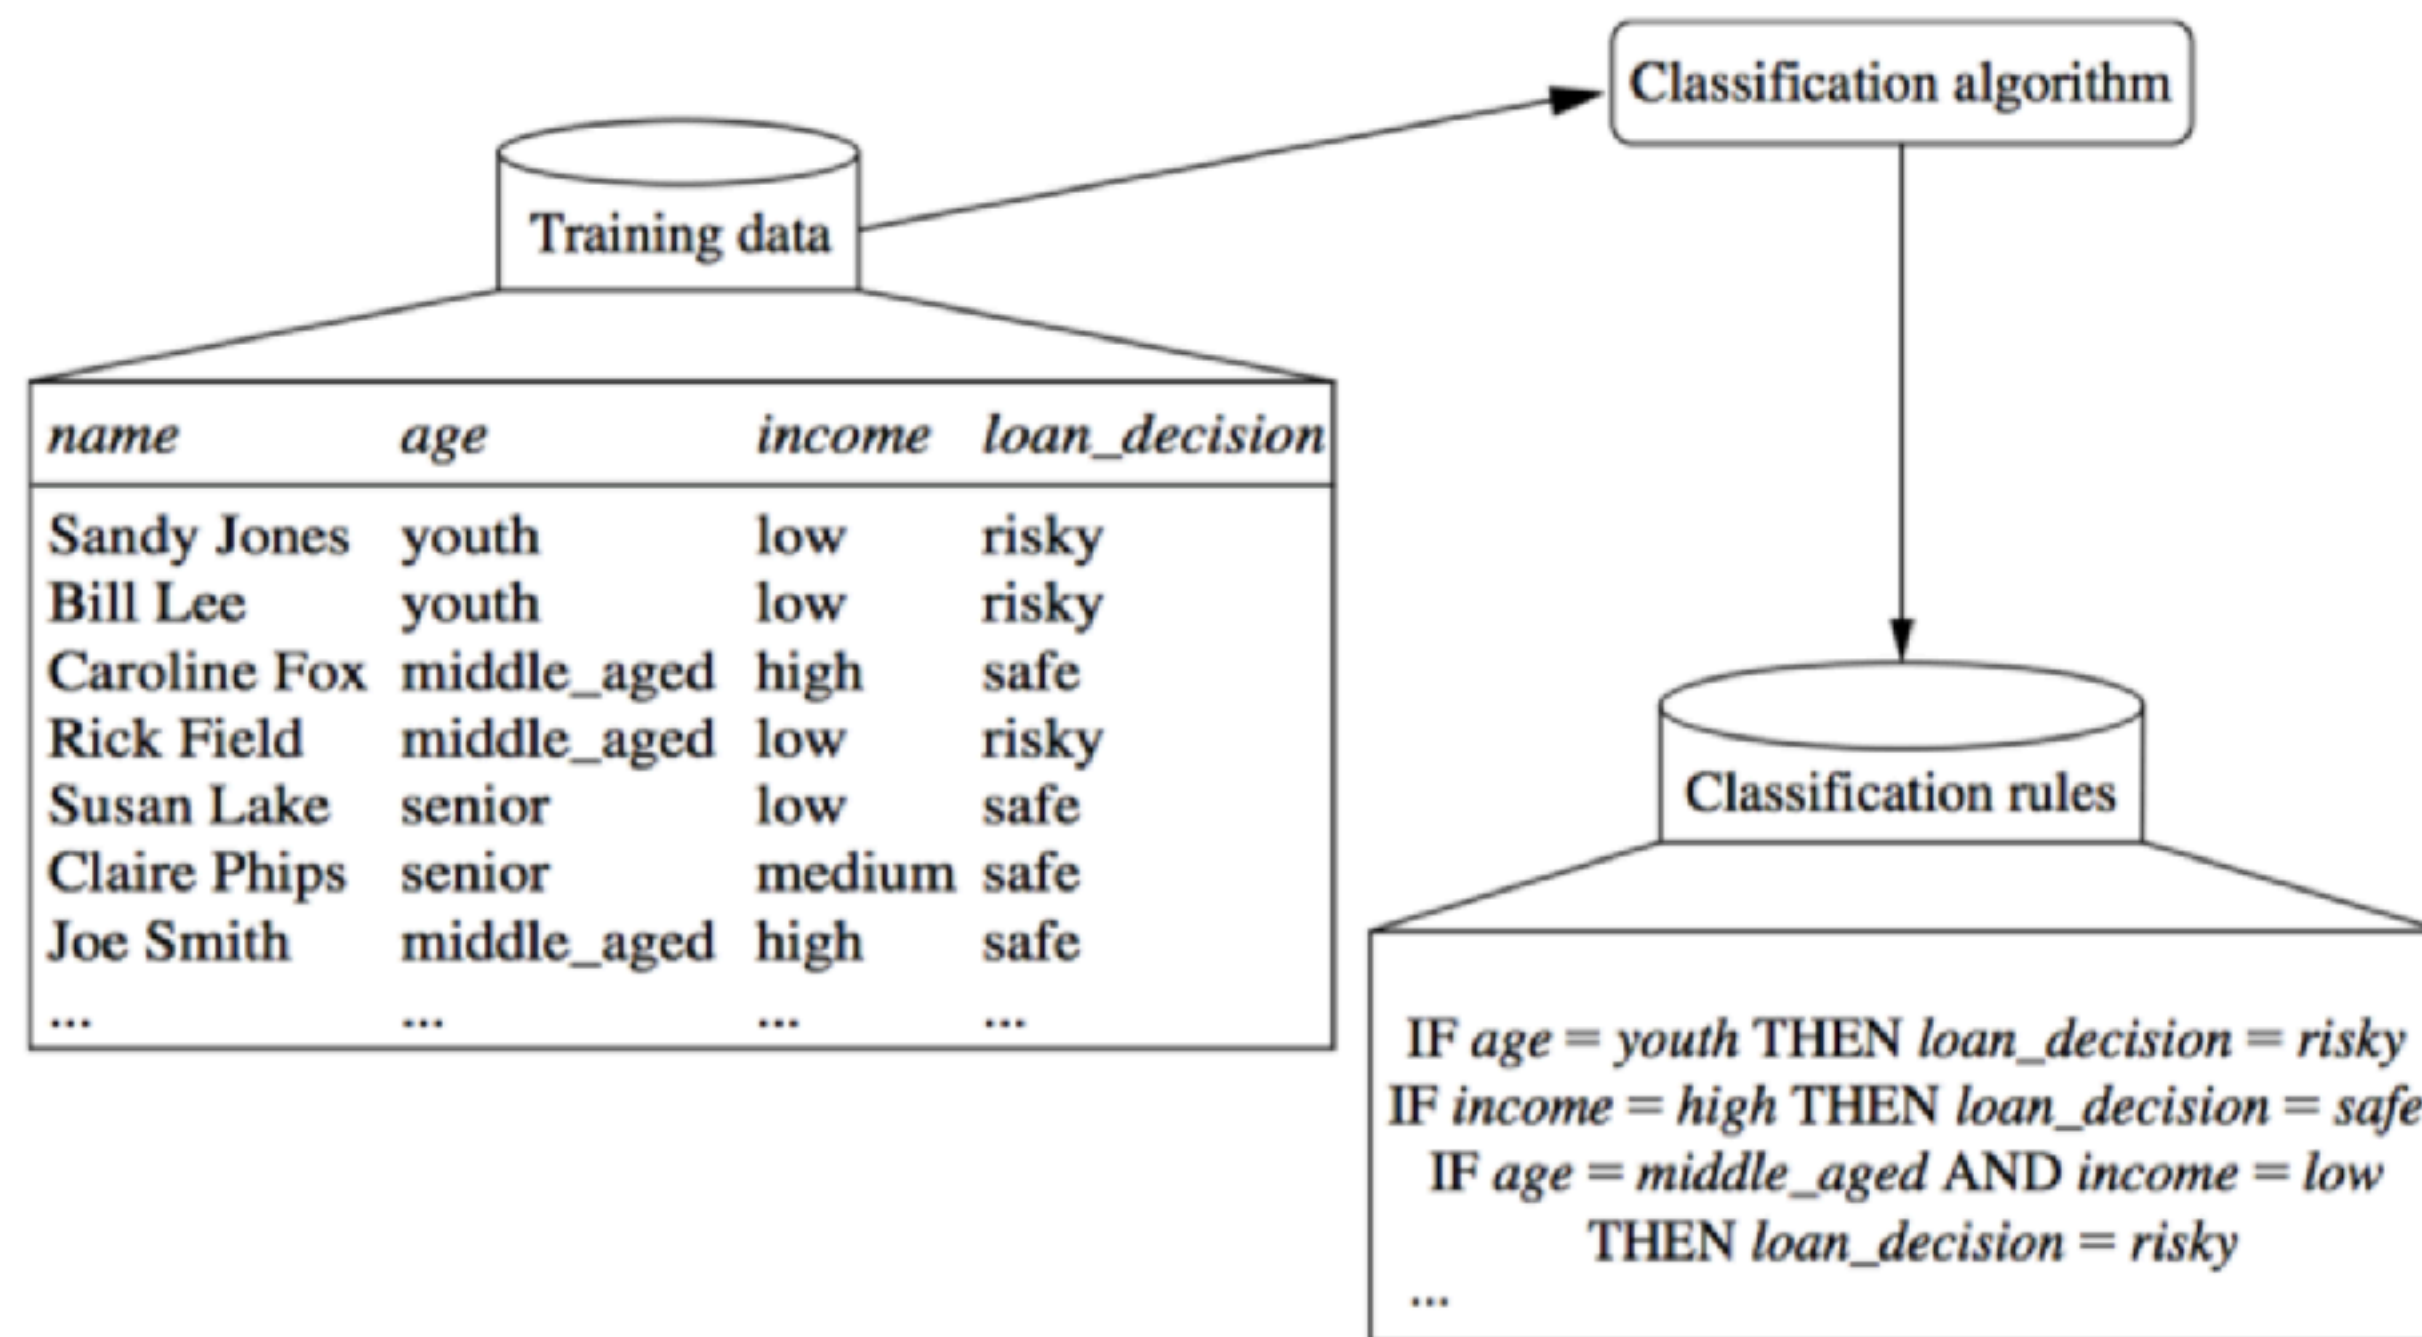 Classification algorithm
Training data
name age income loan_decision
Sandy Jones youth low risky
Bill Lee youth low risky
Caroline Fox middle_aged high safe
Rick Field middle_aged low risky
Susan Lake senior low safe
Claire Phips senior medium safe
Joe Smith middle_aged high safe
... ... ... ...
Classification rules
IF age = youth THEN loan_decision = risky
IF income = high THEN loan_decision = safe
IF age = middle_aged AND income = low
THEN loan_decision = risky
...